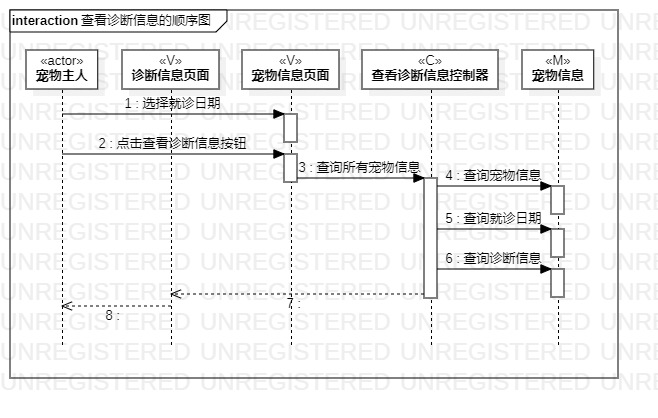 interaction 查看诊断信息的顺序图
«actor»
宠物主人
«V»
诊断信息页面
«V»
宠物信息页面
«C»
查看诊断信息控制器
«M»
宠物信息
1 : 选择就诊日期
2 : 点击查看诊断信息按钮
3 : 查询所有宠物信息
4 : 查询宠物信息
5 : 查询就诊日期
6 : 查询诊断信息
7 :
8 :
UNREGISTERED UNREGISTERED UNREGISTERED